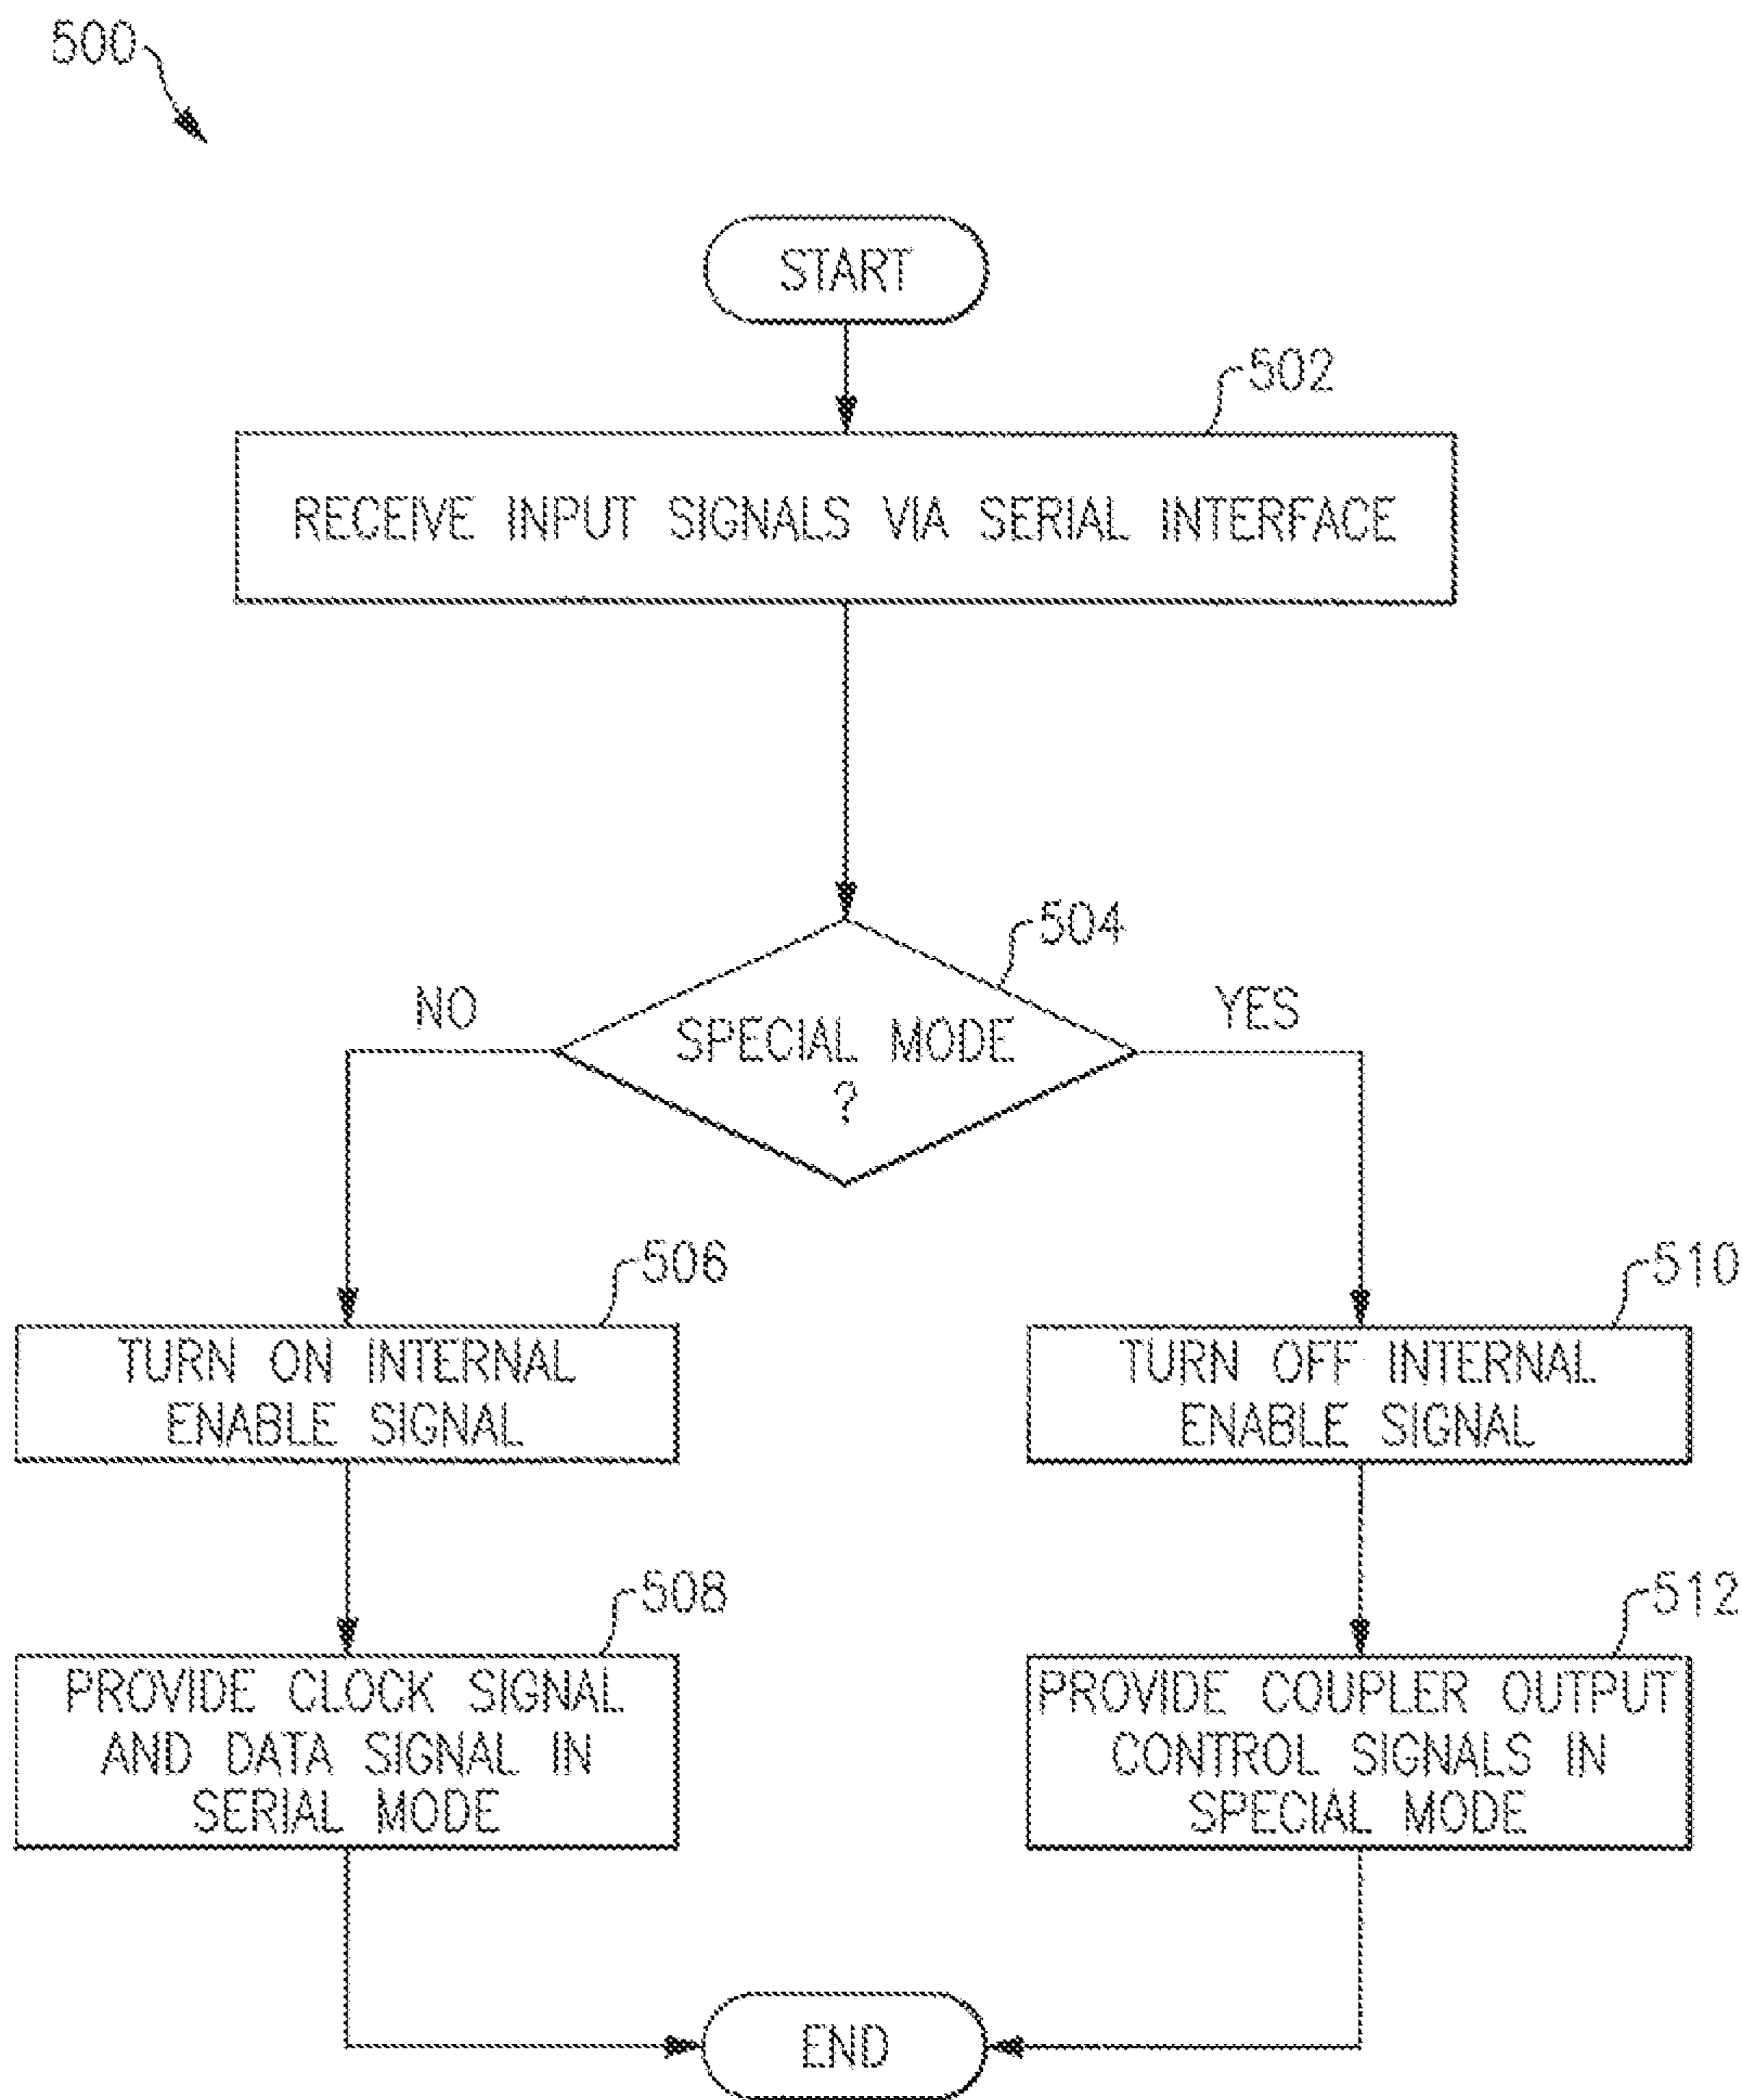 500
START
502
RECEIVE INPUT SIGNALS VIA SERIAL INTERFACE
504
NO
YES
SPECIAL MODE
?
506
TURN ON INTERNAL
ENABLE SIGNAL
510
TURN OFF INTERNAL
ENABLE SIGNAL
508
PROVIDE CLOCK SIGNAL
AND DATA SIGNAL IN
SERIAL MODE
512
PROVIDE COUPLER OUTPUT
CONTROL SIGNALS IN
SPECIAL MODE
END